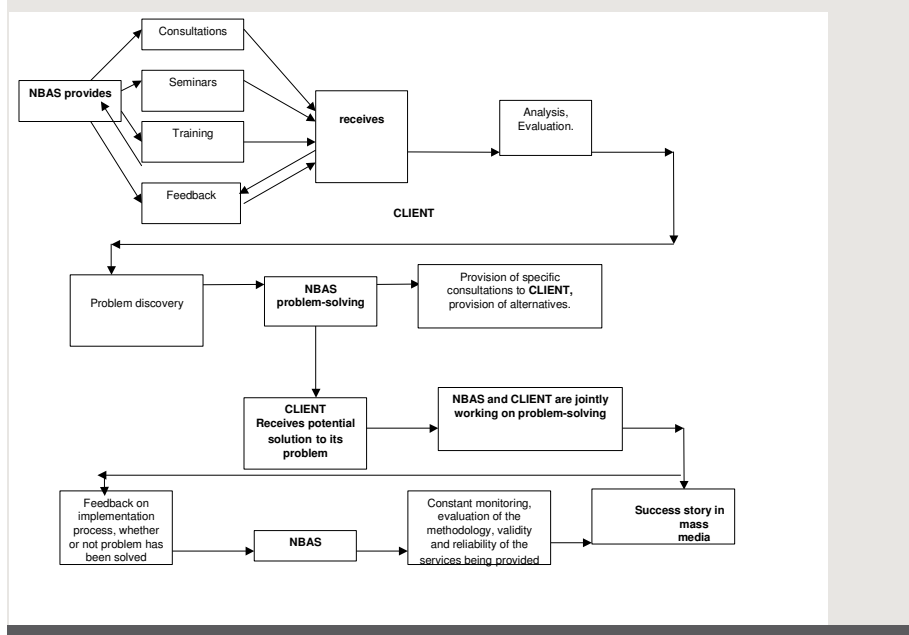 Consultations
Seminars
NBAS provides
Training
Feedback
receives
CLIENT
Analysis,
Evaluation.
Problem discovery
NBAS
problem-solving
Provision of specific
consultations to CLIENT,
provision of alternatives.
CLIENT
Receives potential
solution to its
problem
NBAS and CLIENT are jointly
working on problem-solving
Feedback on
implementation
process, whether
or not problem has
been solved
NBAS
Constant monitoring,
evaluation of the
methodology, validity
and reliability of the
services being provided
Success story in
mass
media